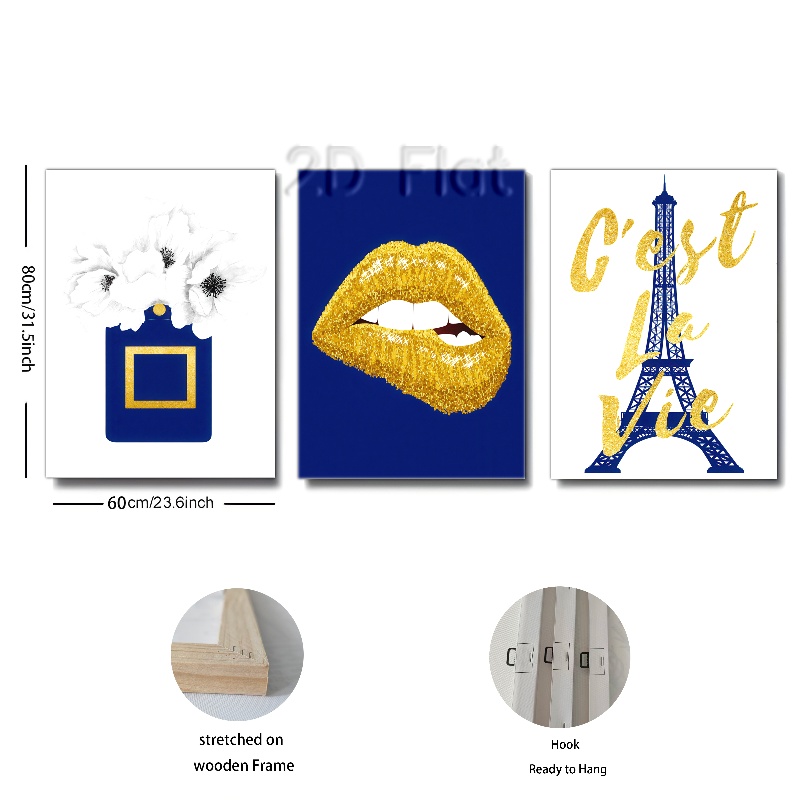 2D Flat
C'est
La
Vie
80cm/31.5inch
60cm/23.6inch
stretched on
wooden Frame
Hook
Ready to Hang